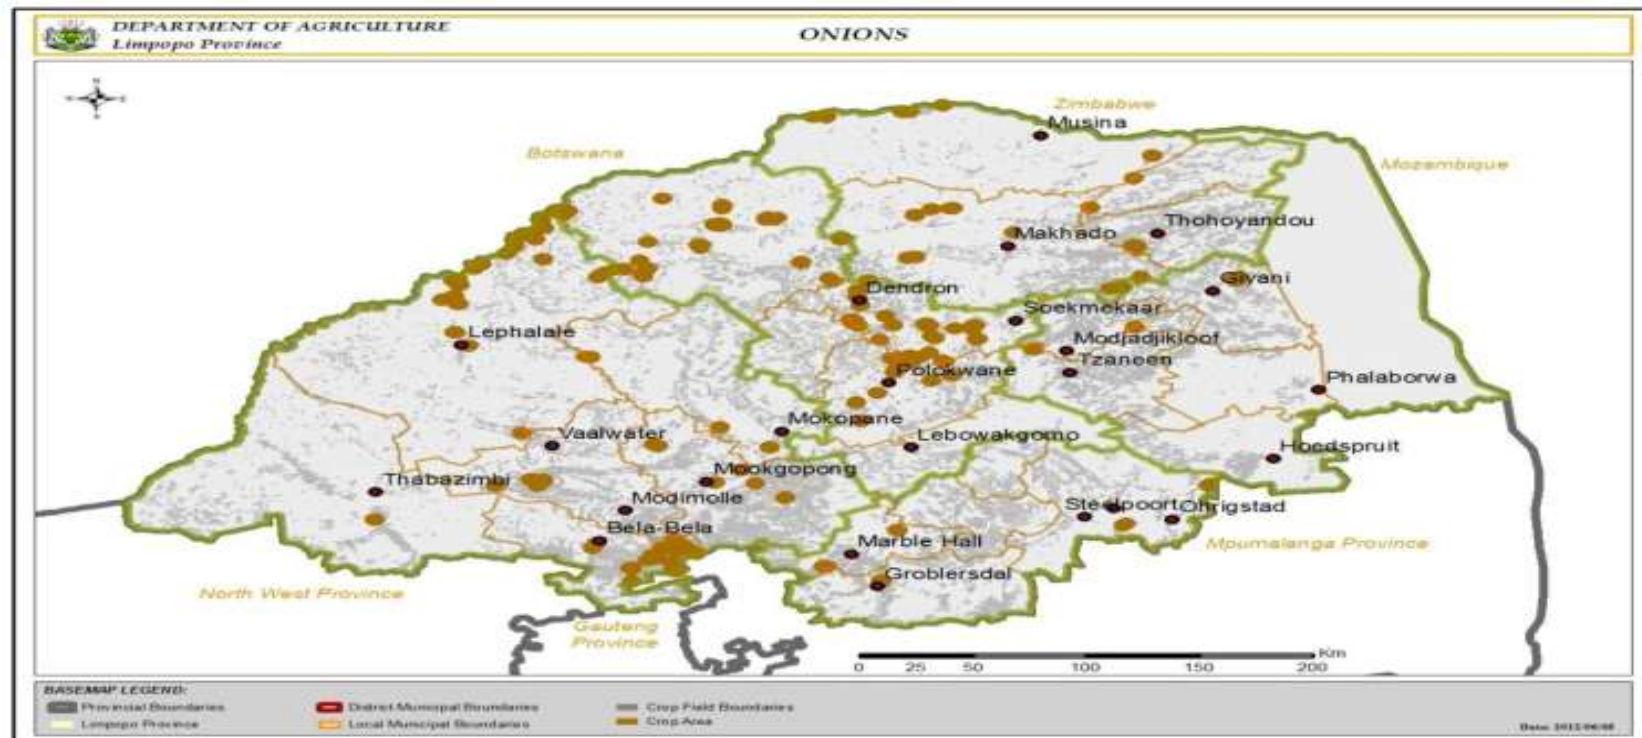 DEPARTMENT OF AGRICULTURE
Limpopo Province
ONIONS
Zimbabwe
Musina
Botswana
Mozambique
Thohoyandou
Makhado
Giyani
Dendron
Soekmekaar
Lephalale
Modjadjikloof
Tzaneen
Polokwane
Phalaborwa
Mokopane
Vaalwater
Lebowakgomo
Hoedspruit
Mookgopong
Thabazimbi
Modimolle
Steelpoort
Ohrigstad
Bela-Bela
Marble Hall
Mpumalanga Province
Groblersdal
North West Province
Gauteng
Province
Km
0 25 50 100 150 200
BASEMAP LEGEND:
Provincial Boundaries
District Municipal Boundaries
Crop Field Boundaries
Limpopo Province
Local Municipal Boundaries
Crop Area
Date: